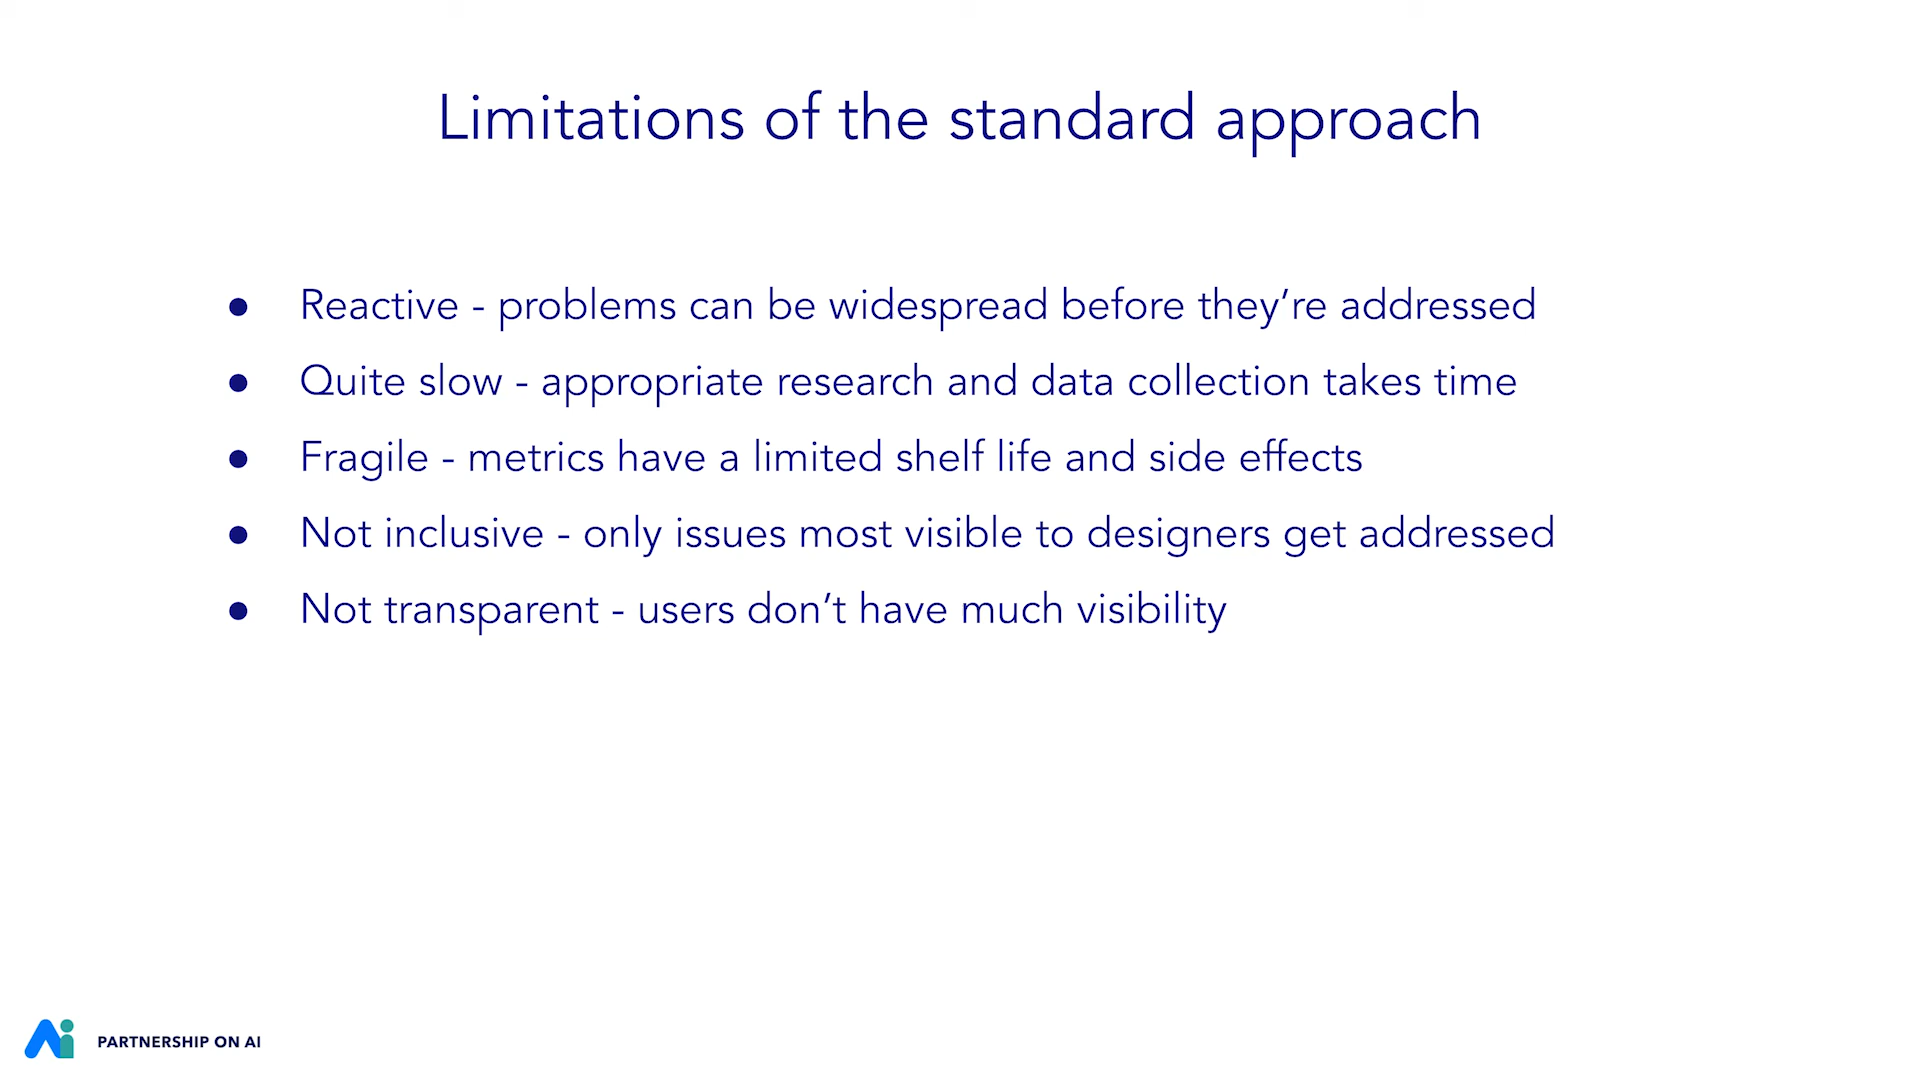 Limitations of the standard approach
● Reactive - problems can be widespread before they’re addressed
● Quite slow - appropriate research and data collection takes time
● Fragile - metrics have a limited shelf life and side effects
● Not inclusive - only issues most visible to designers get addressed
● Not transparent - users don’t have much visibility
PARTNERSHIP ON AI